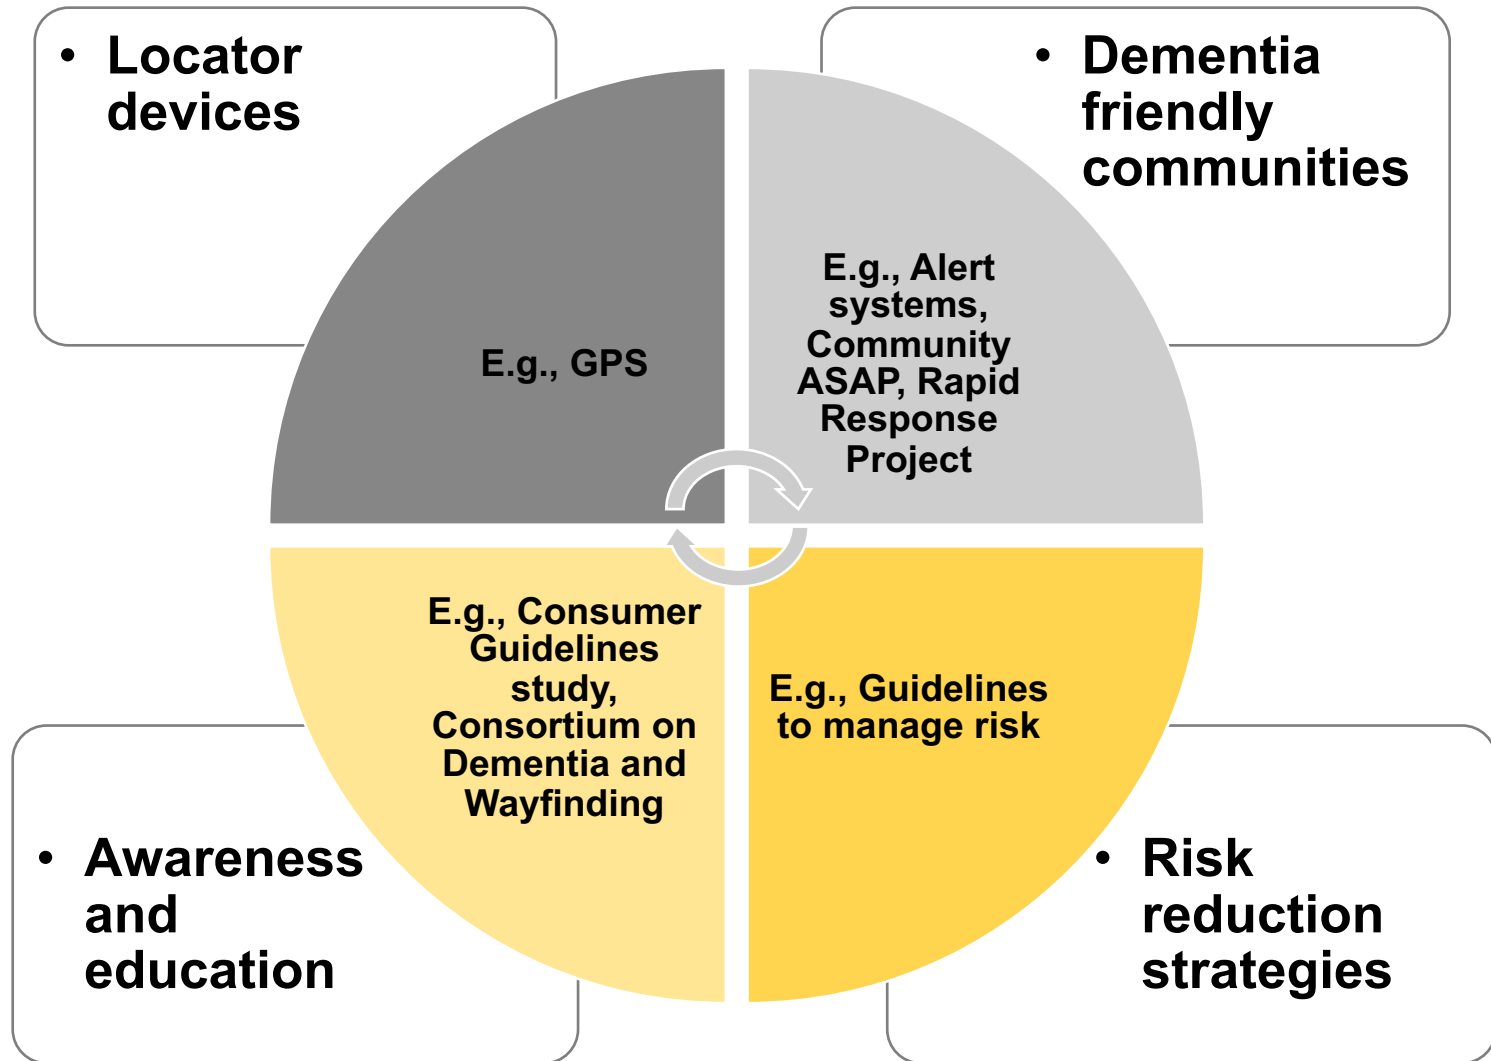 • Locator
devices
• Dementia
friendly
communities
E.g., GPS
E.g., Alert
systems,
Community
ASAP, Rapid
Response
Project
E.g., Consumer
Guidelines
study,
Consortium on
Dementia and
Wayfinding
E.g., Guidelines
to manage risk
• Awareness
and
education
• Risk
reduction
strategies